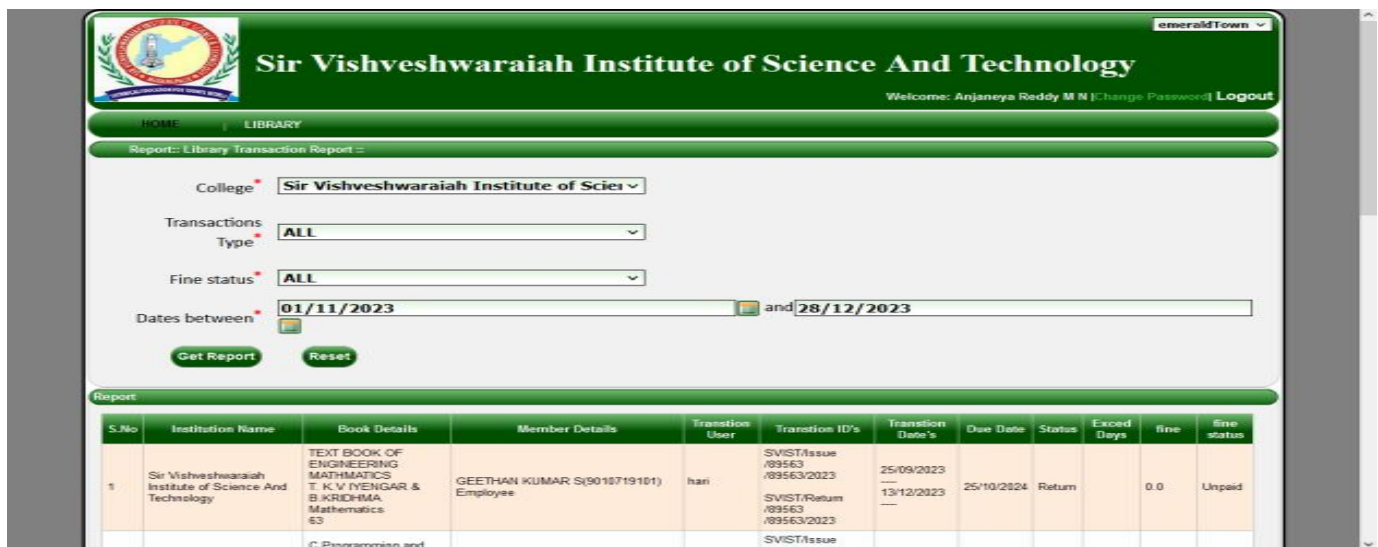 emeraldTown
Sir Vishveshwaraiah Institute of Science And Technology
Welcome: Anjaneya Reddy M N |Change Password| Logout
HOME | LIBRARY
Report:: Library Transaction Report ::
College* Sir Vishveshwaraiah Institute of Scie
Transactions
Type* ALL
Fine status* ALL
Dates between* 01/11/2023 and 28/12/2023
Get Report Reset
Report
S.No Institution Name Book Details Member Details Transtion User Transtion ID's Transtion Date's Due Date Status Exced Days fine fine status
1
Sir Vishveshwaraiah
Institute of Science And
Technology
TEXT BOOK OF
ENGINEERING
MATHMATICS
T. K.V IYENGAR &
B.KRIDHMA
Mathematics
63
GEETHAN KUMAR S(9010719101)
Employee
hari
SVIST/Issue
/89563
/89563/2023
SVIST/Return
/89563
/89563/2023
25/09/2023
----
13/12/2023
----
25/10/2024
Return
0.0
Unpaid
C Programming and
SVIST/Issue